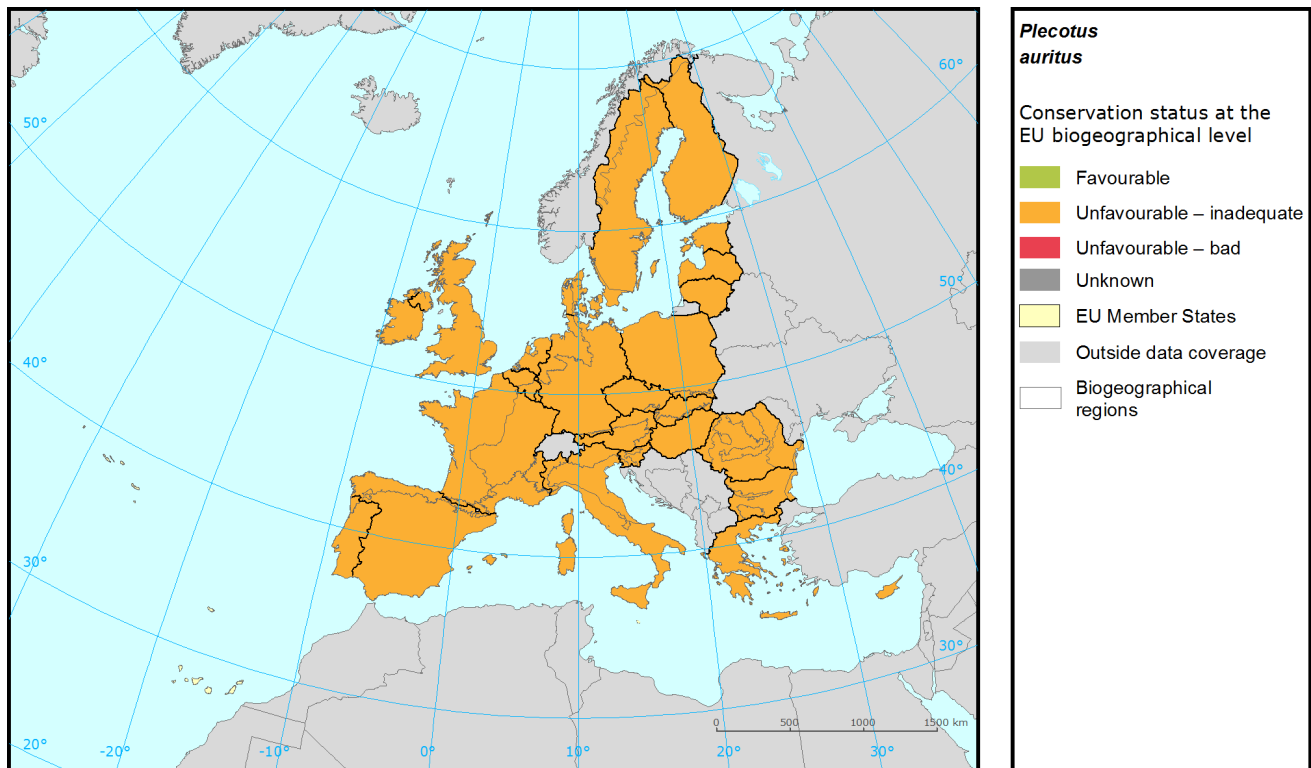 Plecotus
auritus
Conservation status at the
EU biogeographical level
Favourable
Unfavourable – inadequate
Unfavourable – bad
Unknown
EU Member States
Outside data coverage
Biogeographical
regions
60°
50°
50°
40°
40°
30°
30°
0 500 1000 1500 km
20° -20° -10° 0° 10° 20° 30°